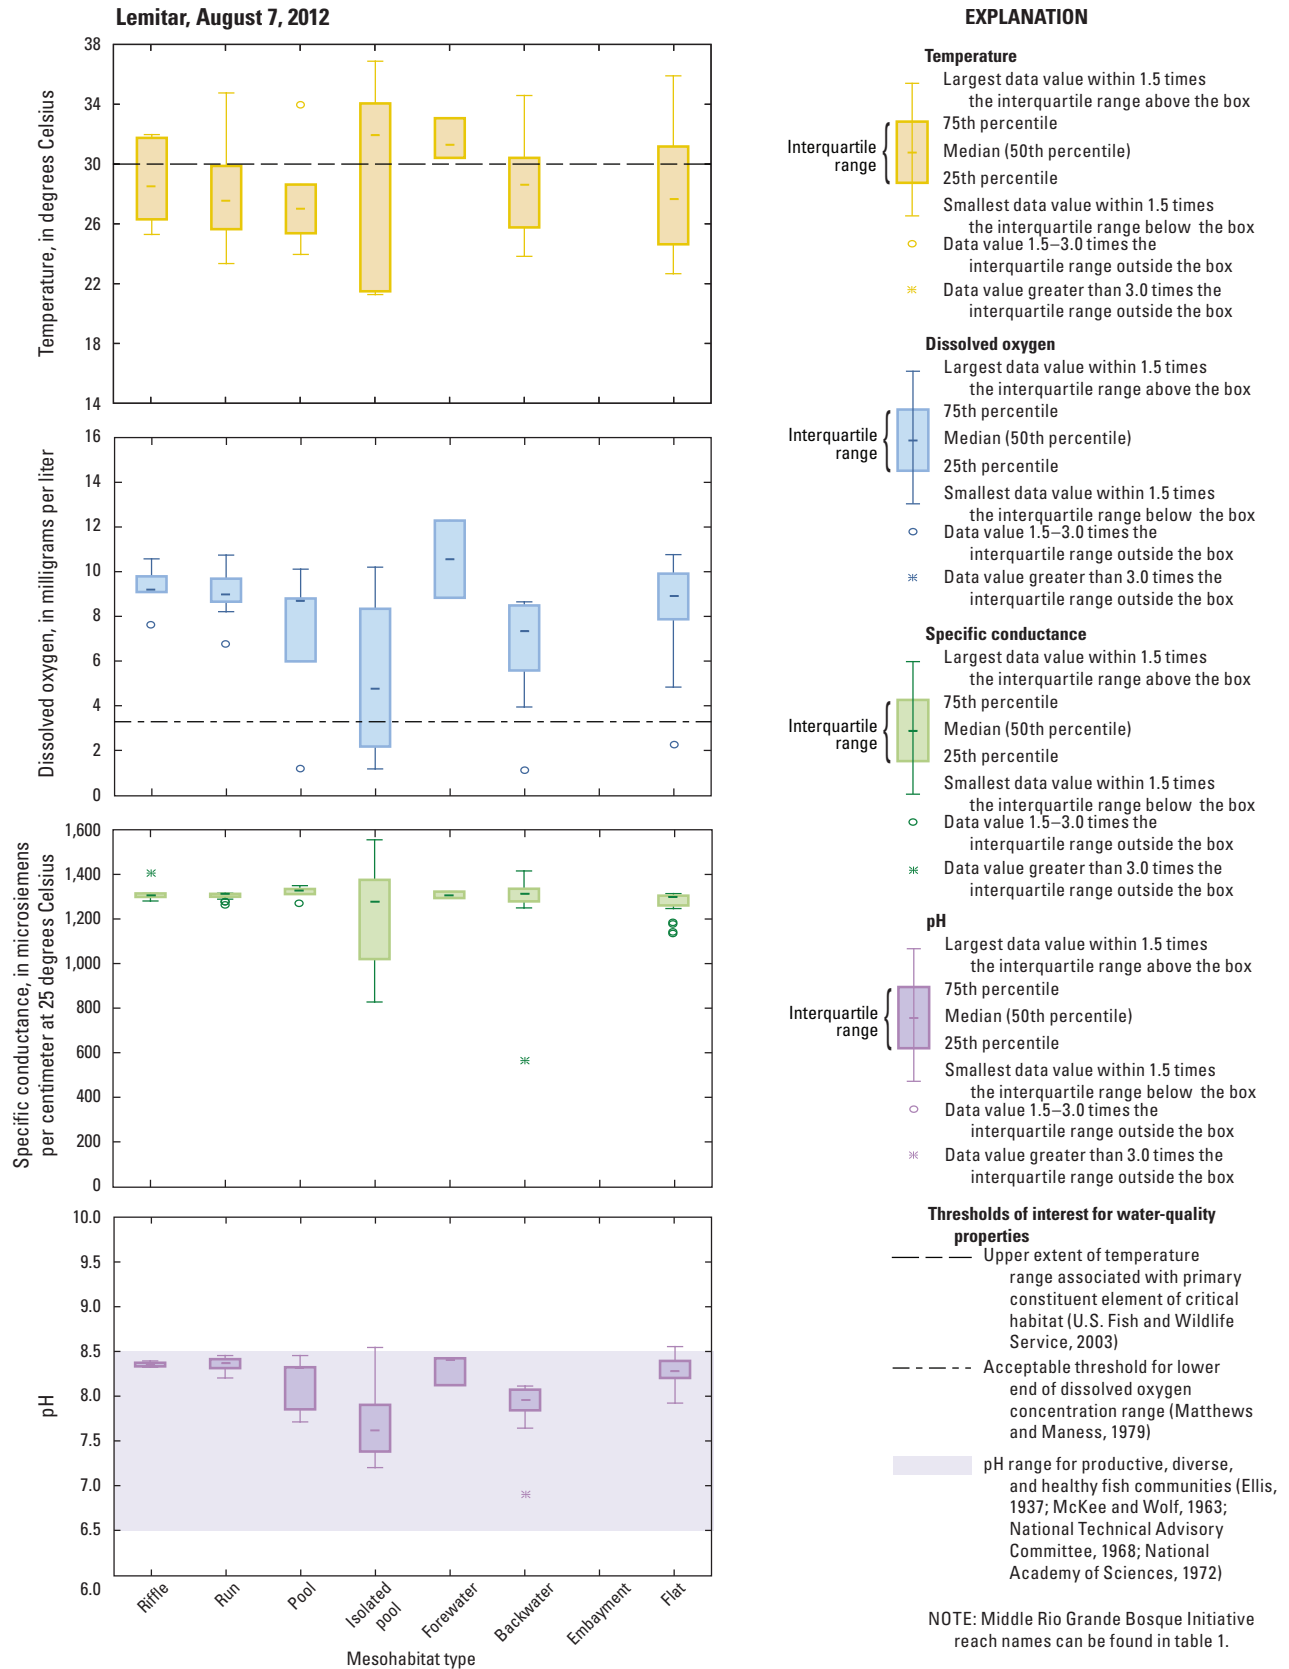 Lemitar, August 7, 2012
Temperature, in degrees Celsius
38
34
30
26
22
18
14
Dissolved oxygen, in milligrams per liter
16
14
12
10
8
6
4
2
0
Specific conductance, in microsiemens
per centimeter at 25 degrees Celsius
1,600
1,400
1,200
1,000
800
600
400
200
0
pH
10.0
9.5
9.0
8.5
8.0
7.5
7.0
6.5
6.0
Riffle
Run
Pool
Isolated
pool
Forewater
Backwater
Embayment
Flat
Mesohabitat type
EXPLANATION
Temperature
Largest data value within 1.5 times
the interquartile range above the box
75th percentile
Interquartile
range
Median (50th percentile)
25th percentile
Smallest data value within 1.5 times
the interquartile range below the box
Data value 1.5–3.0 times the
interquartile range outside the box
Data value greater than 3.0 times the
interquartile range outside the box
Dissolved oxygen
Largest data value within 1.5 times
the interquartile range above the box
75th percentile
Interquartile
range
Median (50th percentile)
25th percentile
Smallest data value within 1.5 times
the interquartile range below the box
Data value 1.5–3.0 times the
interquartile range outside the box
Data value greater than 3.0 times the
interquartile range outside the box
Specific conductance
Largest data value within 1.5 times
the interquartile range above the box
75th percentile
Interquartile
range
Median (50th percentile)
25th percentile
Smallest data value within 1.5 times
the interquartile range below the box
Data value 1.5–3.0 times the
interquartile range outside the box
Data value greater than 3.0 times the
interquartile range outside the box
pH
Largest data value within 1.5 times
the interquartile range above the box
75th percentile
Interquartile
range
Median (50th percentile)
25th percentile
Smallest data value within 1.5 times
the interquartile range below the box
Data value 1.5–3.0 times the
interquartile range outside the box
Data value greater than 3.0 times the
interquartile range outside the box
Thresholds of interest for water-quality
properties
Upper extent of temperature
range associated with primary
constituent element of critical
habitat (U.S. Fish and Wildlife
Service, 2003)
Acceptable threshold for lower
end of dissolved oxygen
concentration range (Matthews
and Maness, 1979)
pH range for productive, diverse,
and healthy fish communities (Ellis,
1937; McKee and Wolf, 1963;
National Technical Advisory
Committee, 1968; National
Academy of Sciences, 1972)
NOTE: Middle Rio Grande Bosque Initiative
reach names can be found in table 1.